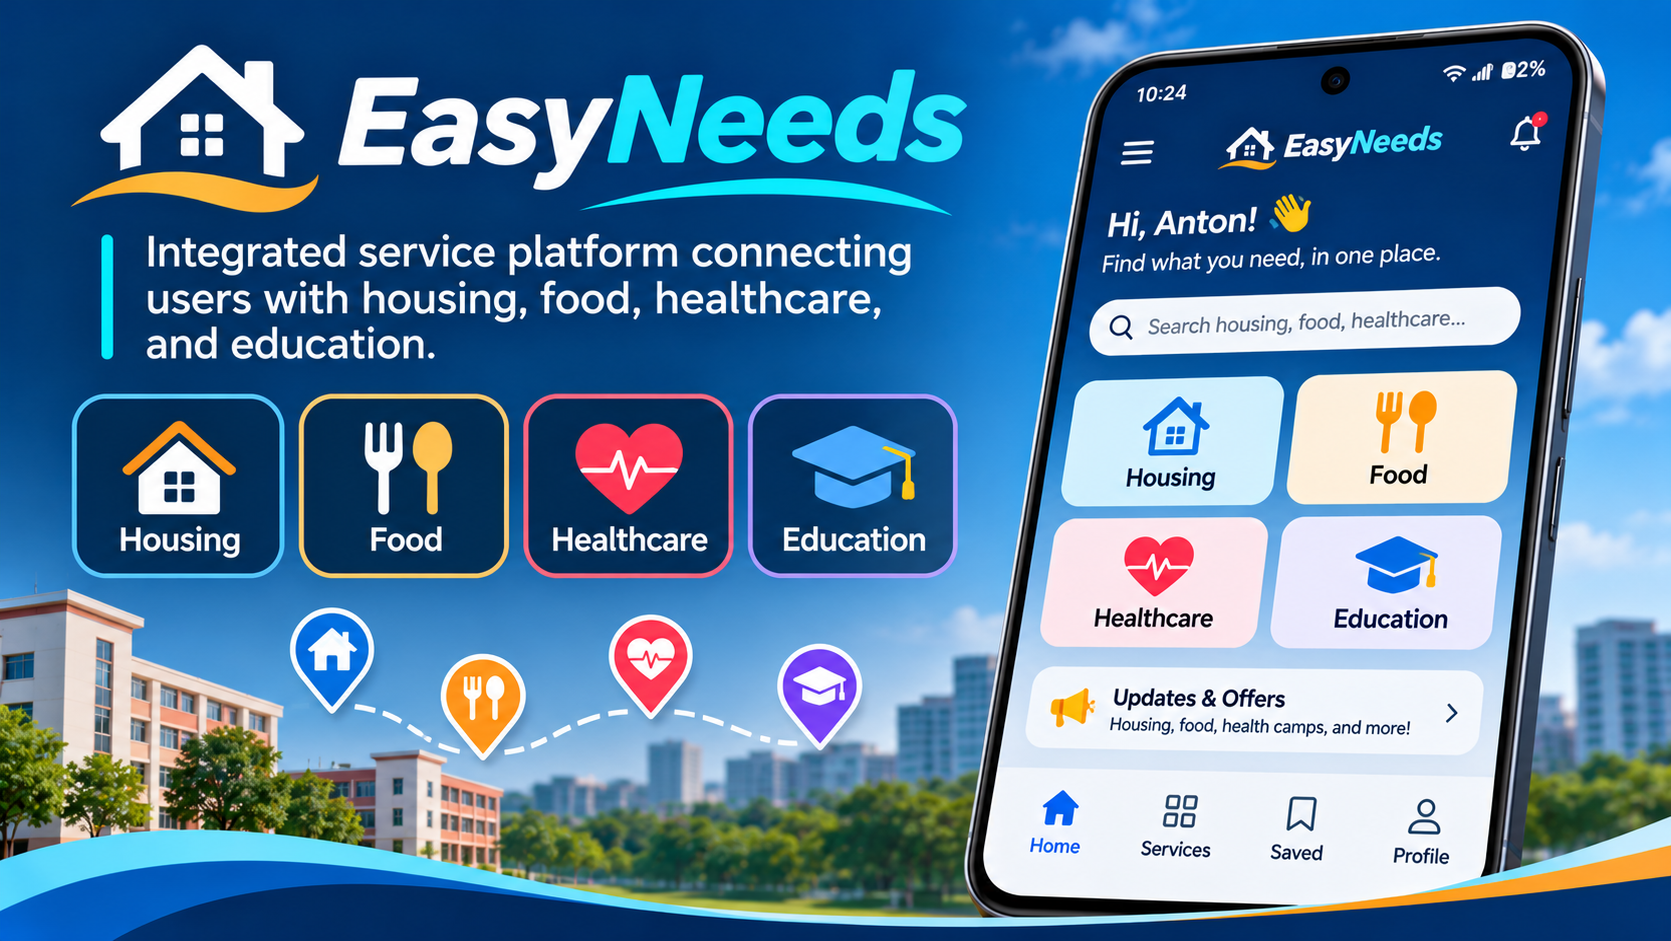 EasyNeeds
Integrated service platform connecting
users with housing, food, healthcare,
and education.
Housing
Food
Healthcare
Education
10:24
EasyNeeds
Hi, Anton!
Find what you need, in one place.
Search housing, food, healthcare...
Housing
Food
Healthcare
Education
Updates & Offers
Housing, food, health camps, and more!
Home
Services
Saved
Profile